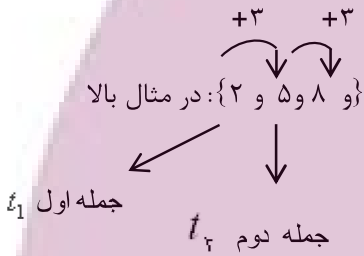 +۳ +۳
در مثال بالا :{۲ و ۵ و ۸ و}
جمله اول t₁
جمله دوم t₂